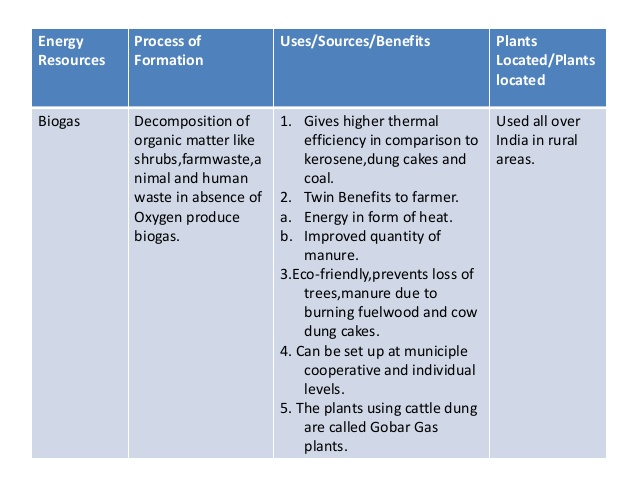 Energy
Resources
Process of
Formation
Uses/Sources/Benefits
Plants
Located/Plants
located
Biogas
Decomposition of
organic matter like
shrubs,farmwaste,a
nimal and human
waste in absence of
Oxygen produce
biogas.
1. Gives higher thermal
efficiency in comparison to
kerosene,dung cakes and
coal.
2. Twin Benefits to farmer.
a. Energy in form of heat.
b. Improved quantity of
manure.
3.Eco-friendly,prevents loss of
trees,manure due to
burning fuelwood and cow
dung cakes.
4. Can be set up at municiple
cooperative and individual
levels.
5. The plants using cattle dung
are called Gobar Gas
plants.
Used all over
India in rural
areas.